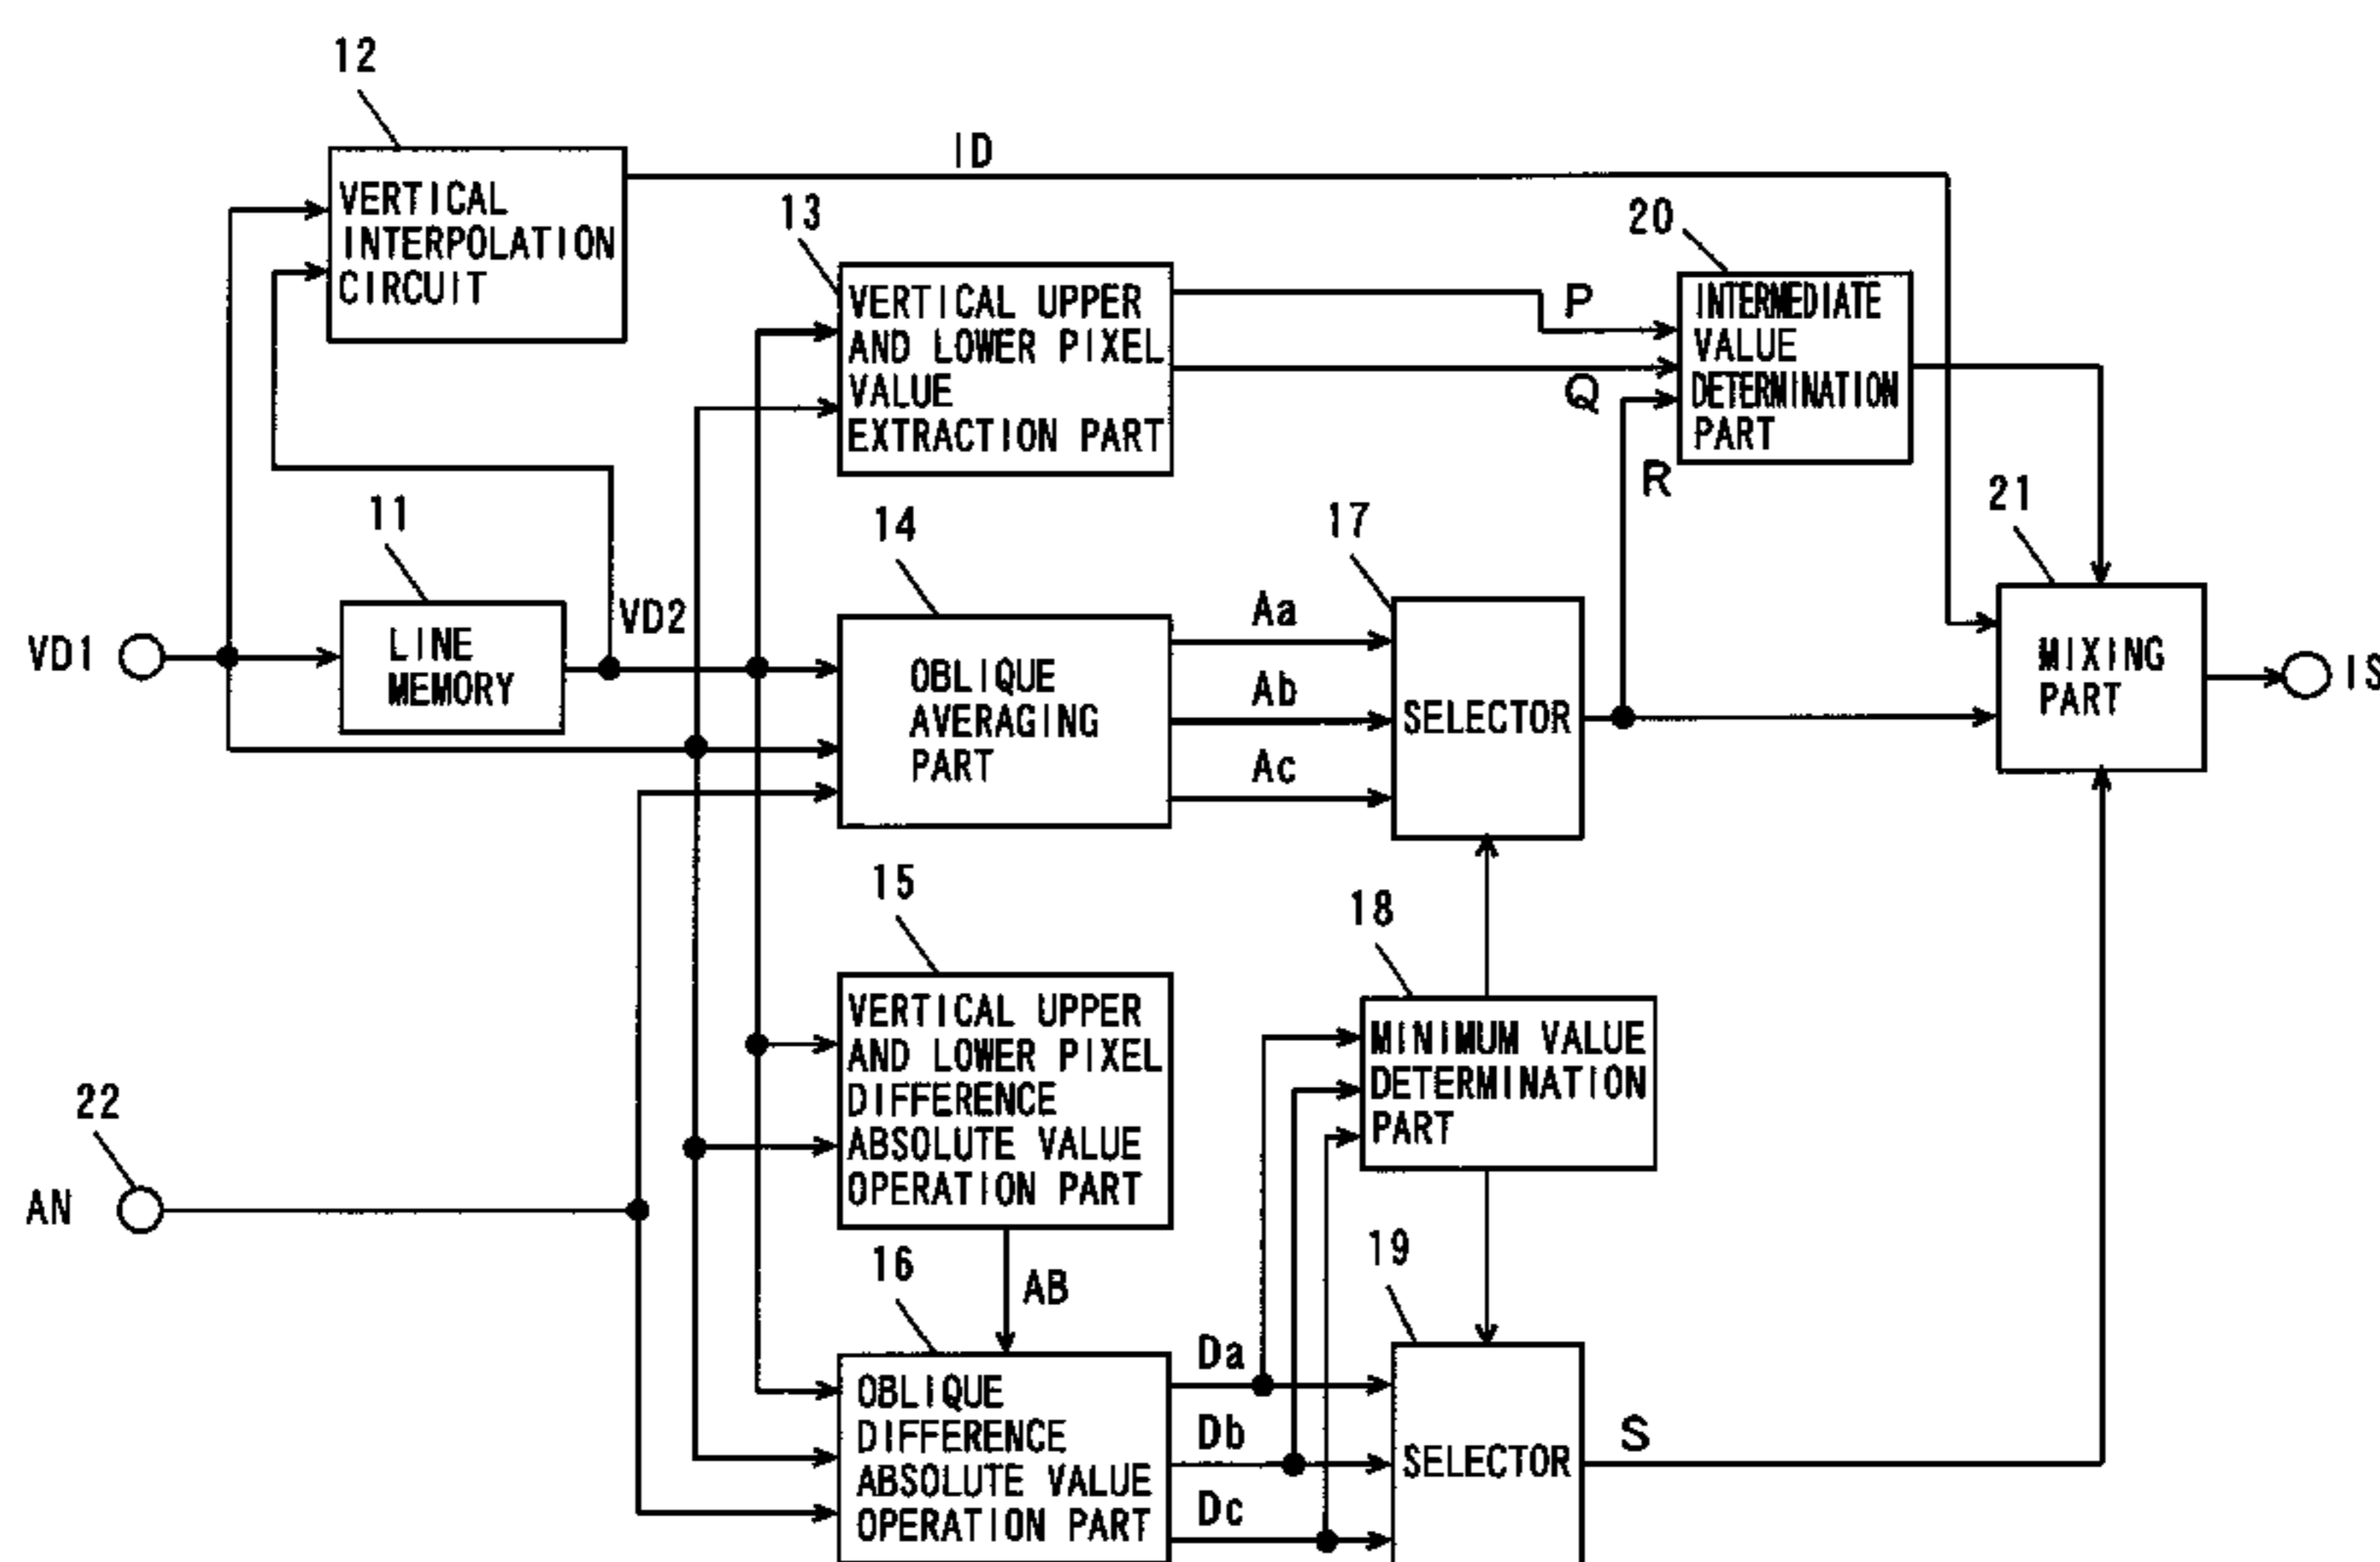 12
VERTICAL
INTERPOLATION
CIRCUIT
ID
13
VERTICAL UPPER
AND LOWER PIXEL
VALUE
EXTRACTION PART
P
Q
R
20
INTERMEDIATE
VALUE
DETERMINATION
PART
11
LINE
MEMORY
VD1
VD2
14
OBLIQUE
AVERAGING
PART
Aa
Ab
Ac
17
SELECTOR
21
MIXING
PART
IS
15
VERTICAL UPPER
AND LOWER PIXEL
DIFFERENCE
ABSOLUTE VALUE
OPERATION PART
18
MINIMUM VALUE
DETERMINATION
PART
22
AN
AB
16
OBLIQUE
DIFFERENCE
ABSOLUTE VALUE
OPERATION PART
Da
Db
Dc
19
SELECTOR
S